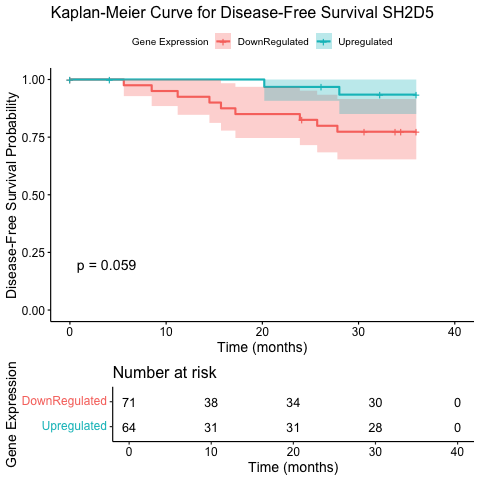 Kaplan-Meier Curve for Disease-Free Survival SH2D5
Gene Expression DownRegulated Upregulated
Disease-Free Survival Probability
1.00
0.75
0.50
0.25
0.00
p = 0.059
0 10 20 30 40
Time (months)
Number at risk
Gene Expression
DownRegulated 71 38 34 30 0
Upregulated 64 31 31 28 0
0 10 20 30 40
Time (months)